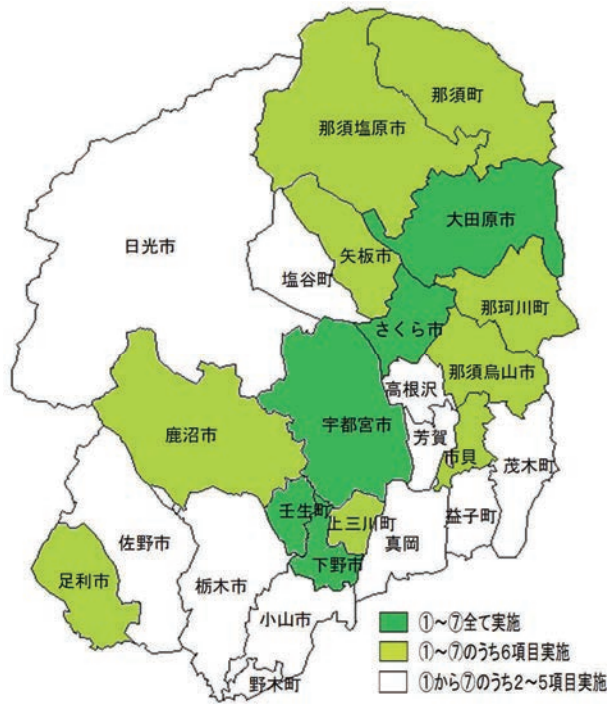 那須町
那須塩原市
大田原市
日光市
矢板市
塩谷町
那珂川町
さくら市
那須烏山市
高根沢
宇都宮市
鹿沼市
芳賀
市貝
茂木町
壬生町
上三川町
益子町
真岡
佐野市
下野市
足利市
栃木市
小山市
野木町
①~⑦全て実施
①~⑦のうち6項目実施
①から⑦のうち2~5項目実施